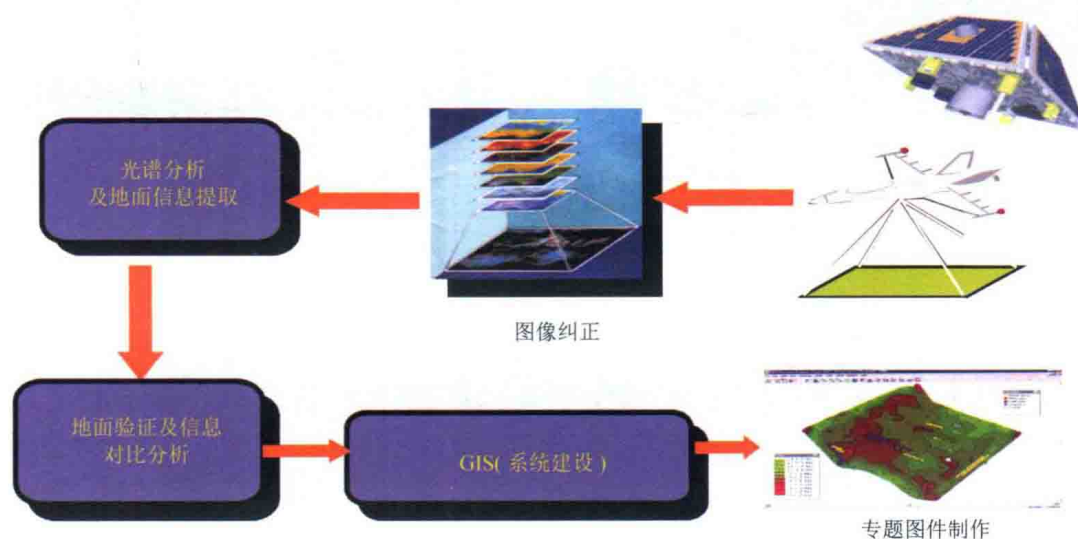 光谱分析
及地面信息提取
图像纠正
地面验证及信息
对比分析
GIS(系统建设)
专题图件制作